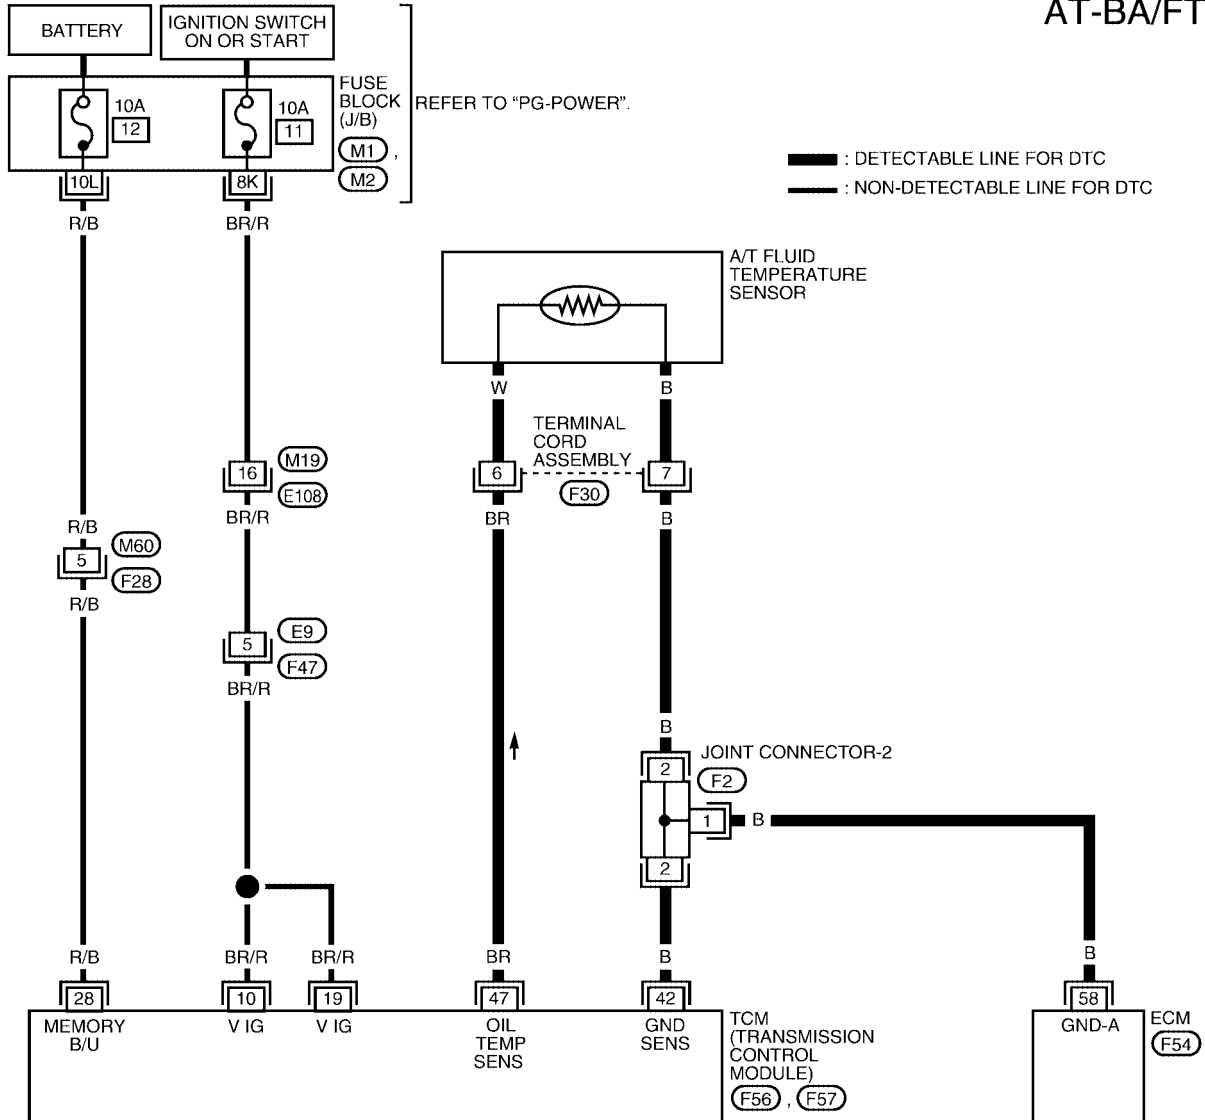 AT-BA/FT
BATTERY
IGNITION SWITCH
ON OR START
FUSE
BLOCK
(J/B)
REFER TO “PG-POWER”.
10A
12
10A
11
M1 ,
M2
10L
8K
: DETECTABLE LINE FOR DTC
: NON-DETECTABLE LINE FOR DTC
R/B
BR/R
A/T FLUID
TEMPERATURE
SENSOR
W
B
TERMINAL
CORD
ASSEMBLY
6
7
F30
16
M19
E108
BR/R
BR
B
R/B
5
M60
F28
R/B
5
E9
F47
BR/R
B
JOINT CONNECTOR-2
2
F2
1
B
2
R/B
BR/R
BR/R
BR
B
B
28
10
19
47
42
58
MEMORY
B/U
V IG
V IG
OIL
TEMP
SENS
GND
SENS
TCM
(TRANSMISSION
CONTROL
MODULE)
F56 , F57
GND-A
ECM
F54